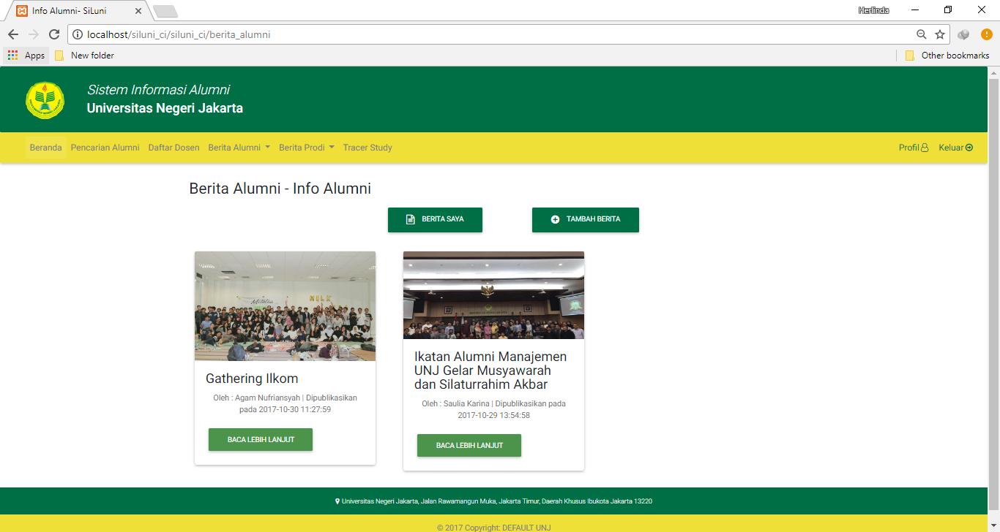 Info Alumni- SiLuni
Herlinda
localhost/siluni_ci/siluni_ci/berita_alumni
Apps New folder Other bookmarks
Sistem Informasi Alumni
Universitas Negeri Jakarta
Beranda Pencarian Alumni Daftar Dosen Berita Alumni Berita Prodi Tracer Study Profil Keluar
Berita Alumni - Info Alumni
BERITA SAYA TAMBAH BERITA
Gathering Ilkom
Oleh : Agam Nufriansyah | Dipublikasikan
pada 2017-10-30 11:27:59
BACA LEBIH LANJUT
Ikatan Alumni Manajemen
UNJ Gelar Musyawarah
dan Silaturrahim Akbar
Oleh : Saulia Karina | Dipublikasikan pada
2017-10-29 13:54:58
BACA LEBIH LANJUT
Universitas Negeri Jakarta, Jalan Rawamangun Muka, Jakarta Timur, Daerah Khusus Ibukota Jakarta 13220
© 2017 Copyright: DEFAULT UNJ